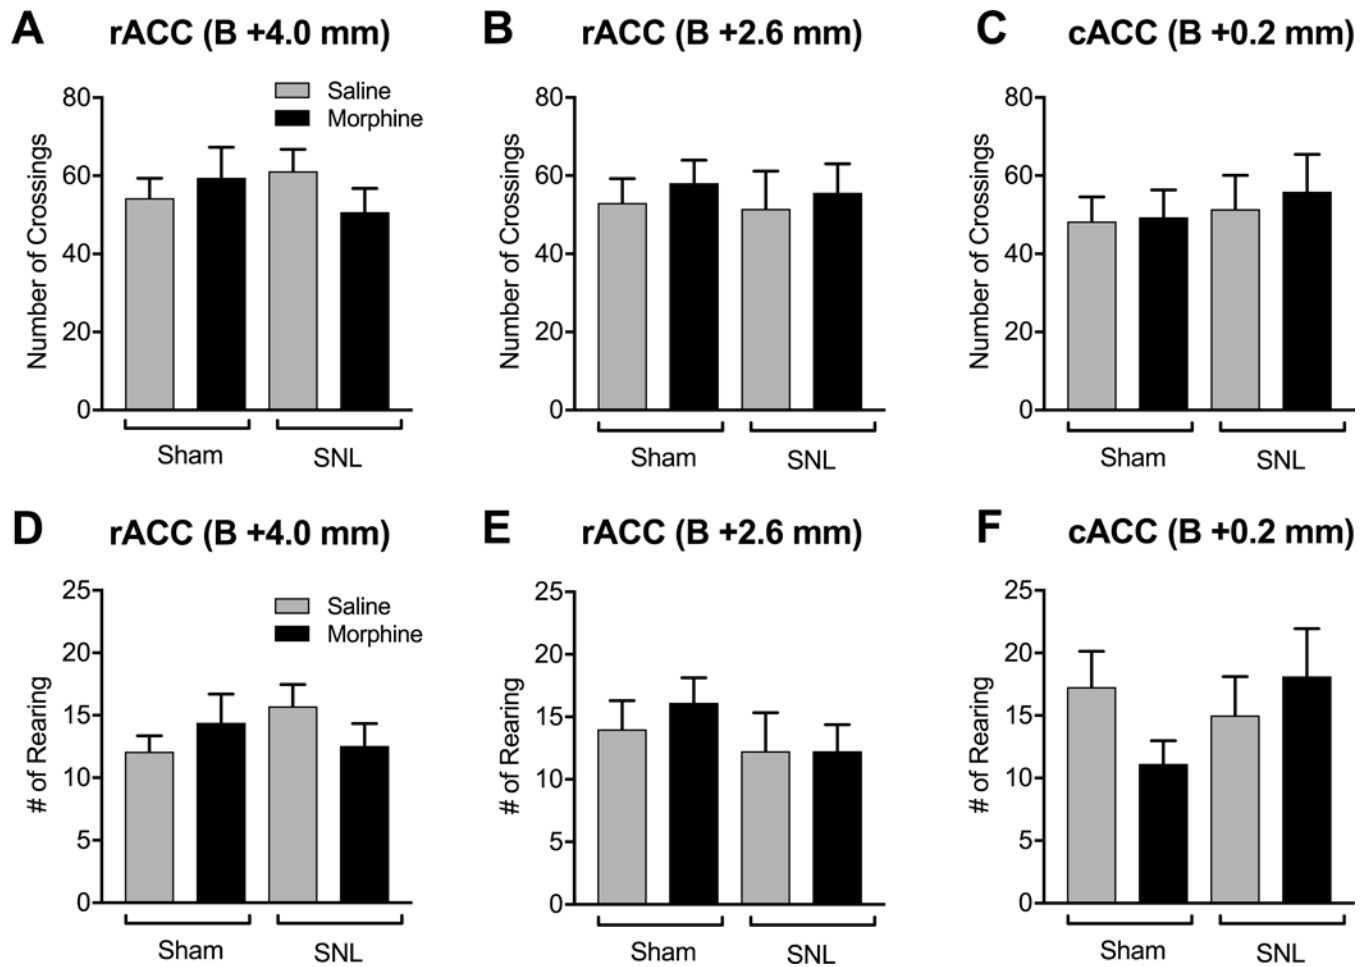 A rACC (B +4.0 mm)
Saline
Morphine
Number of Crossings
80
60
40
20
0
Sham SNL
B rACC (B +2.6 mm)
Number of Crossings
80
60
40
20
0
Sham SNL
C cACC (B +0.2 mm)
Number of Crossings
80
60
40
20
0
Sham SNL
D rACC (B +4.0 mm)
Saline
Morphine
# of Rearing
25
20
15
10
5
0
Sham SNL
E rACC (B +2.6 mm)
# of Rearing
25
20
15
10
5
0
Sham SNL
F cACC (B +0.2 mm)
# of Rearing
25
20
15
10
5
0
Sham SNL